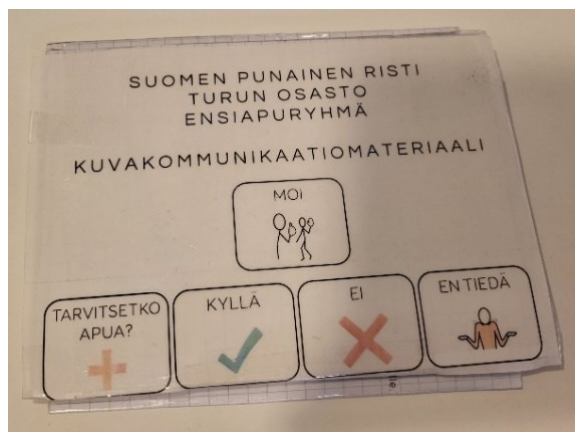 SUOMEN PUNAINEN RISTI
TURUN OSASTO
ENSIAPURYHMÄ
KUVAKOMMUNIKAATIOMATERIAALI
MOI
TARVITSETKO
APUA?
KYLLÄ
EI
EN TIEDÄ